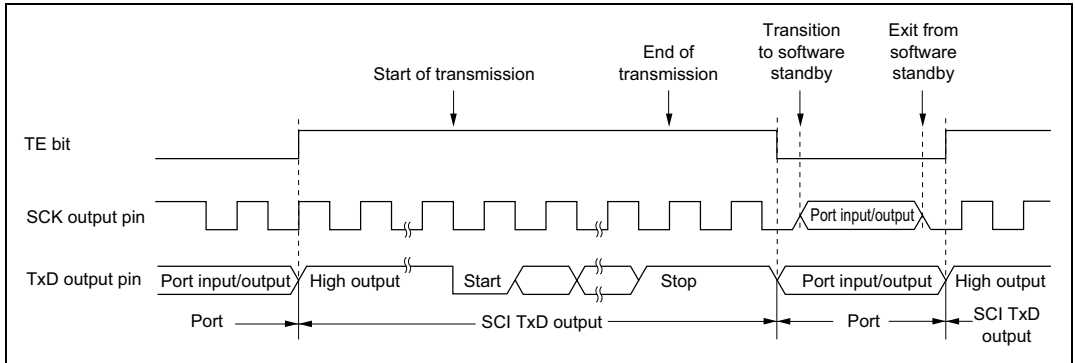 Start of transmission
End of
transmission
Transition
to software
standby
Exit from
software
standby
TE bit
SCK output pin
Port input/output
TxD output pin
Port input/output
High output
Start
Stop
Port input/output
High output
Port
SCI TxD output
Port
SCI TxD
output